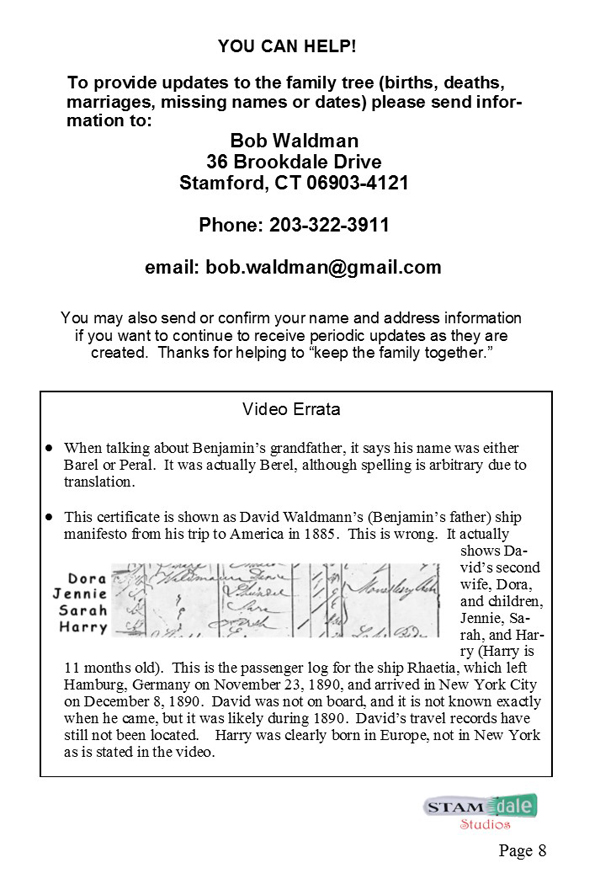 YOU CAN HELP!
To provide updates to the family tree (births, deaths,
marriages, missing names or dates) please send infor-
mation to:
Bob Waldman
36 Brookdale Drive
Stamford, CT 06903-4121
Phone: 203-322-3911
email: bob.waldman@gmail.com
You may also send or confirm your name and address information
if you want to continue to receive periodic updates as they are
created.  Thanks for helping to “keep the family together.”
Video Errata
● When talking about Benjamin’s grandfather, it says his name was either
Barel or Peral.  It was actually Berel, although spelling is arbitrary due to
translation.
● This certificate is shown as David Waldmann’s (Benjamin’s father) ship
manifesto from his trip to America in 1885.  This is wrong.  It actually
shows Da-
vid’s second
wife, Dora,
and children,
Jennie, Sa-
rah, and Har-
ry (Harry is
Dora
Jennie
Sarah
Harry
11 months old).  This is the passenger log for the ship Rhaetia, which left
Hamburg, Germany on November 23, 1890, and arrived in New York City
on December 8, 1890.  David was not on board, and it is not known exactly
when he came, but it was likely during 1890.  David’s travel records have
still not been located.   Harry was clearly born in Europe, not in New York
as is stated in the video.
STAMdale
Studios
Page 8